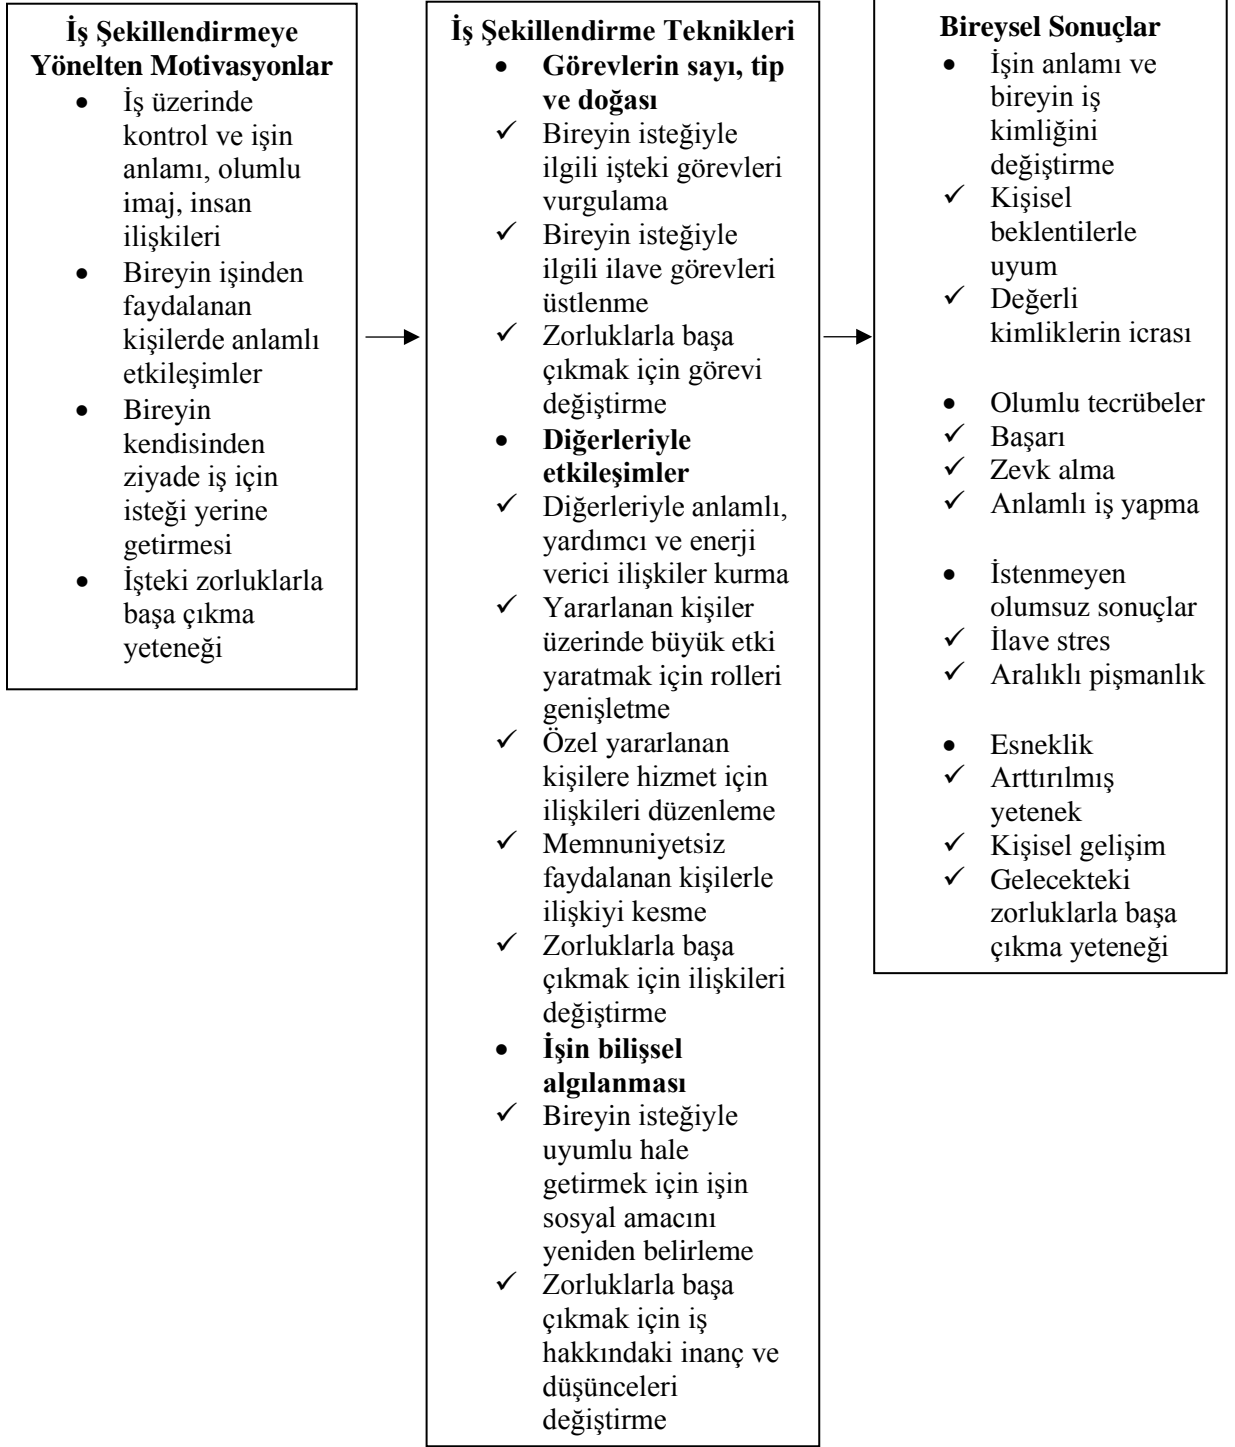 İş Şekillendirmeye
Yönelten Motivasyonlar
• İş üzerinde
kontrol ve işin
anlamı, olumlu
imaj, insan
ilişkileri
• Bireyin işinden
faydalanan
kişilerde anlamlı
etkileşimler
• Bireyin
kendisinden
ziyade iş için
isteği yerine
getirmesi
• İşteki zorluklarla
başa çıkma
yeteneği
İş Şekillendirme Teknikleri
• Görevlerin sayı, tip
ve doğası
✓ Bireyin isteğiyle
ilgili işteki görevleri
vurgulama
✓ Bireyin isteğiyle
ilgili ilave görevleri
üstlenme
✓ Zorluklarla başa
çıkmak için görevi
değiştirme
• Diğerleriyle
etkileşimler
✓ Diğerleriyle anlamlı,
yardımcı ve enerji
verici ilişkiler kurma
✓ Yararlanan kişiler
üzerinde büyük etki
yaratmak için rolleri
genişletme
✓ Özel yararlanan
kişilere hizmet için
ilişkileri düzenleme
✓ Memnuniyetsiz
faydalanan kişilerle
ilişkiyi kesme
✓ Zorluklarla başa
çıkmak için ilişkileri
değiştirme
• İşin bilişsel
algılanması
✓ Bireyin isteğiyle
uyumlu hale
getirmek için işin
sosyal amacını
yeniden belirleme
✓ Zorluklarla başa
çıkmak için iş
hakkındaki inanç ve
düşünceleri
değiştirme
Bireysel Sonuçlar
• İşin anlamı ve
bireyin iş
kimliğini
değiştirme
✓ Kişisel
beklentilerle
uyum
✓ Değerli
kimliklerin icrası
• Olumlu tecrübeler
✓ Başarı
✓ Zevk alma
✓ Anlamlı iş yapma
• İstenmeyen
olumsuz sonuçlar
✓ İlave stres
✓ Aralıklı pişmanlık
• Esneklik
✓ Arttırılmış
yetenek
✓ Kişisel gelişim
✓ Gelecekteki
zorluklarla başa
çıkma yeteneği